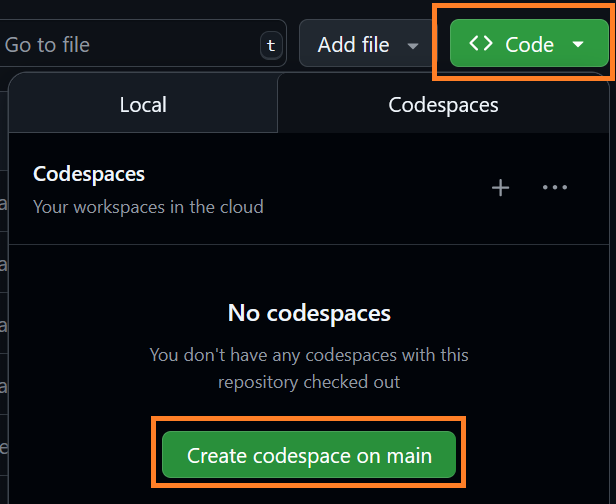 Go to file t Add file <> Code
Local Codespaces
Codespaces
Your workspaces in the cloud
No codespaces
You don't have any codespaces with this
repository checked out
Create codespace on main